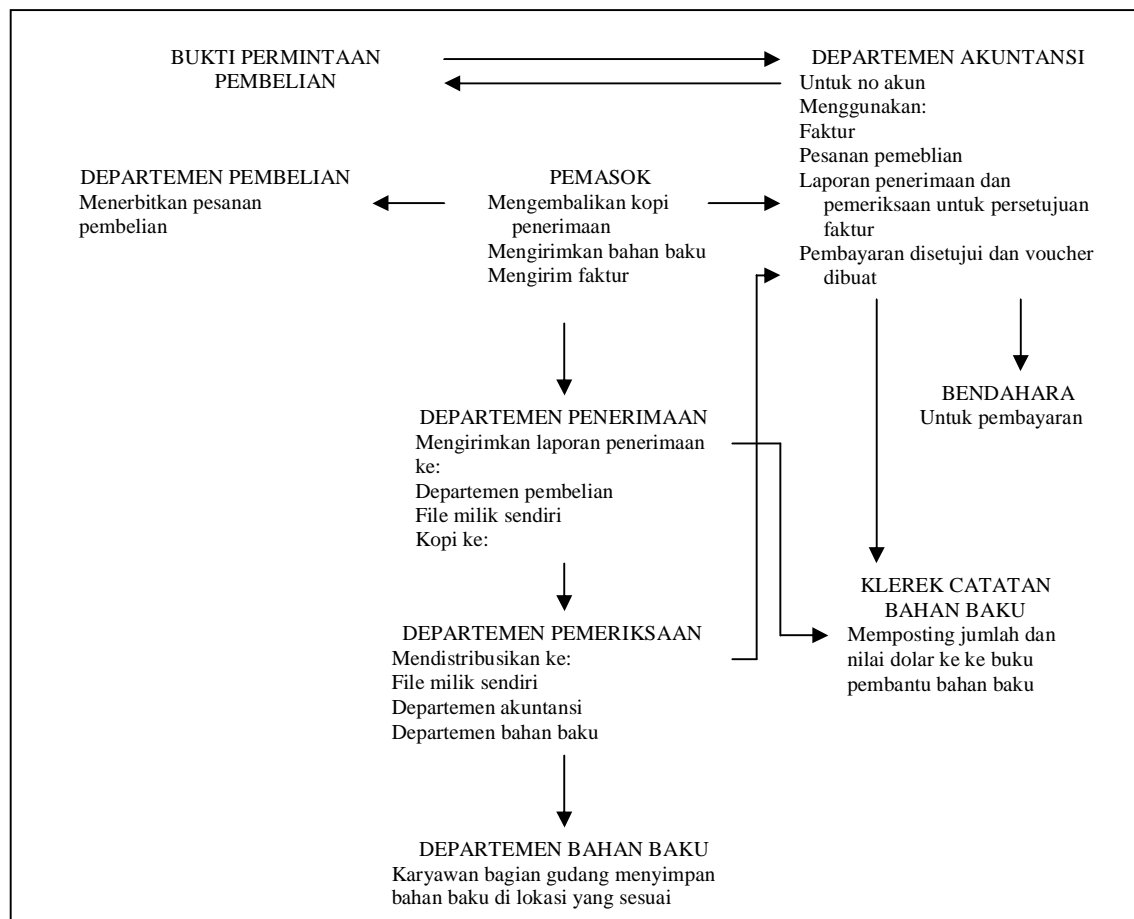 BUKTI PERMINTAAN
PEMBELIAN
DEPARTEMEN AKUNTANSI
Untuk no akun
Menggunakan:
Faktur
Pesanan pemeblian
Laporan penerimaan dan
pemeriksaan untuk persetujuan
faktur
Pembayaran disetujui dan voucher
dibuat
DEPARTEMEN PEMBELIAN
Menerbitkan pesanan
pembelian
PEMASOK
Mengembalikan kopi
penerimaan
Mengirimkan bahan baku
Mengirim faktur
BENDAHARA
Untuk pembayaran
DEPARTEMEN PENERIMAAN
Mengirimkan laporan penerimaan
ke:
Departemen pembelian
File milik sendiri
Kopi ke:
KLEREK CATATAN
BAHAN BAKU
Memposting jumlah dan
nilai dolar ke ke buku
pembantu bahan baku
DEPARTEMEN PEMERIKSAAN
Mendistribusikan ke:
File milik sendiri
Departemen akuntansi
Departemen bahan baku
DEPARTEMEN BAHAN BAKU
Karyawan bagian gudang menyimpan
bahan baku di lokasi yang sesuai